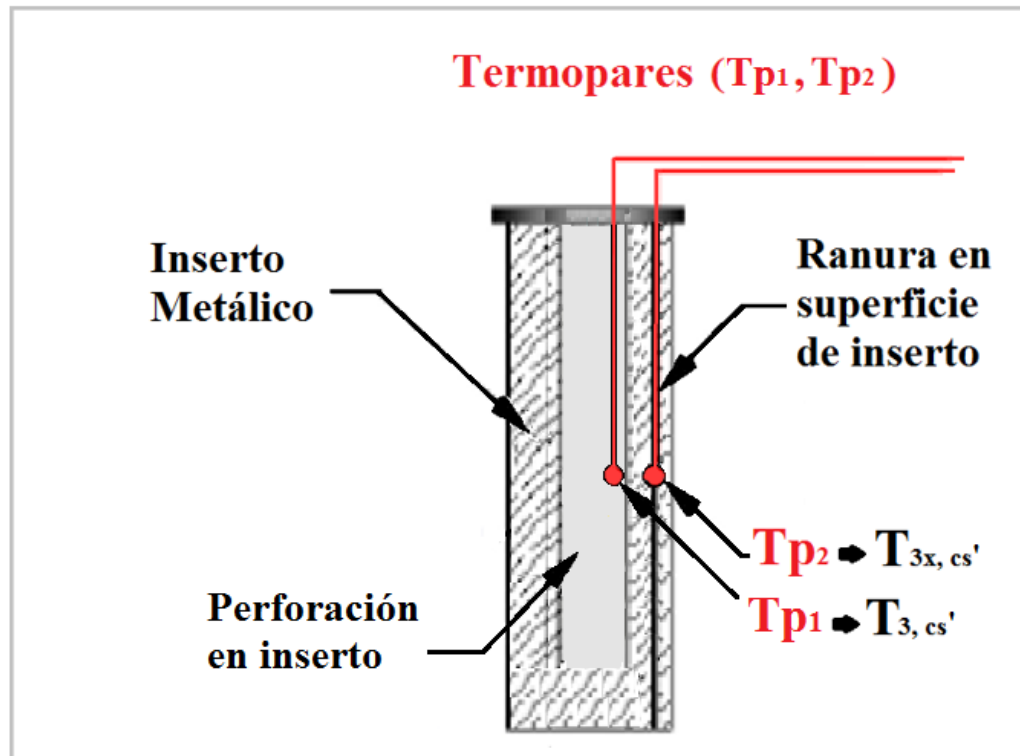 Termopares (Tp1, Tp2)
Inserto
Metálico
Ranura en
superficie
de inserto
Tp2 ➡ T3x, cs'
Tp1 ➡ T3, cs'
Perforación
en inserto